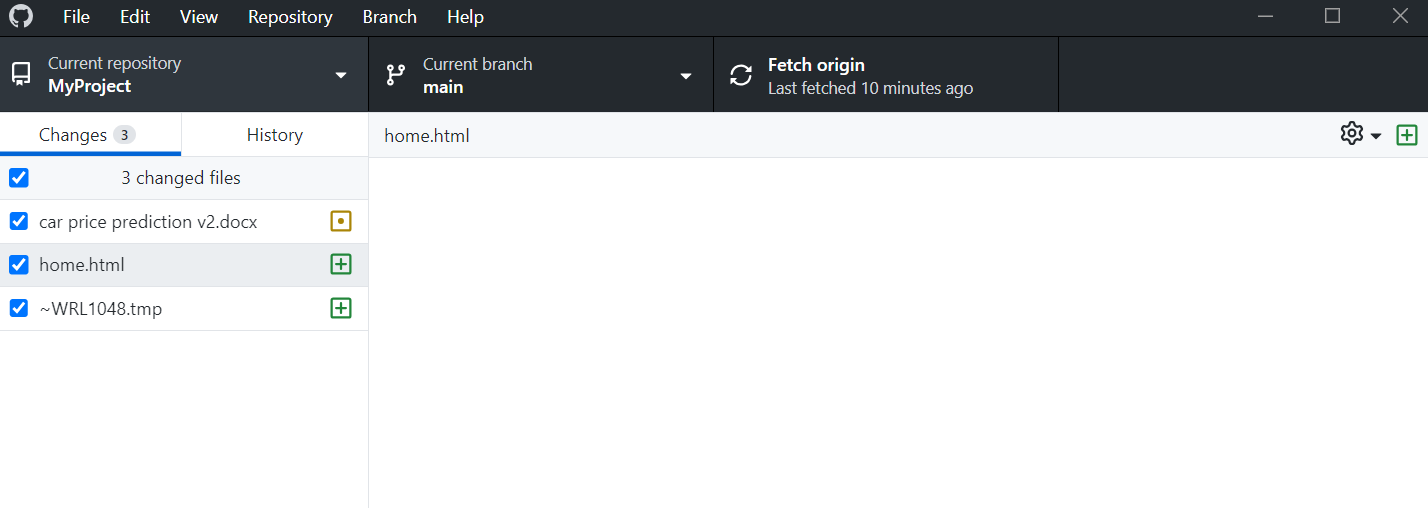 File Edit View Repository Branch Help
Current repository
MyProject
Current branch
main
Fetch origin
Last fetched 10 minutes ago
Changes 3
History
home.html
3 changed files
car price prediction v2.docx
home.html
~WRL1048.tmp